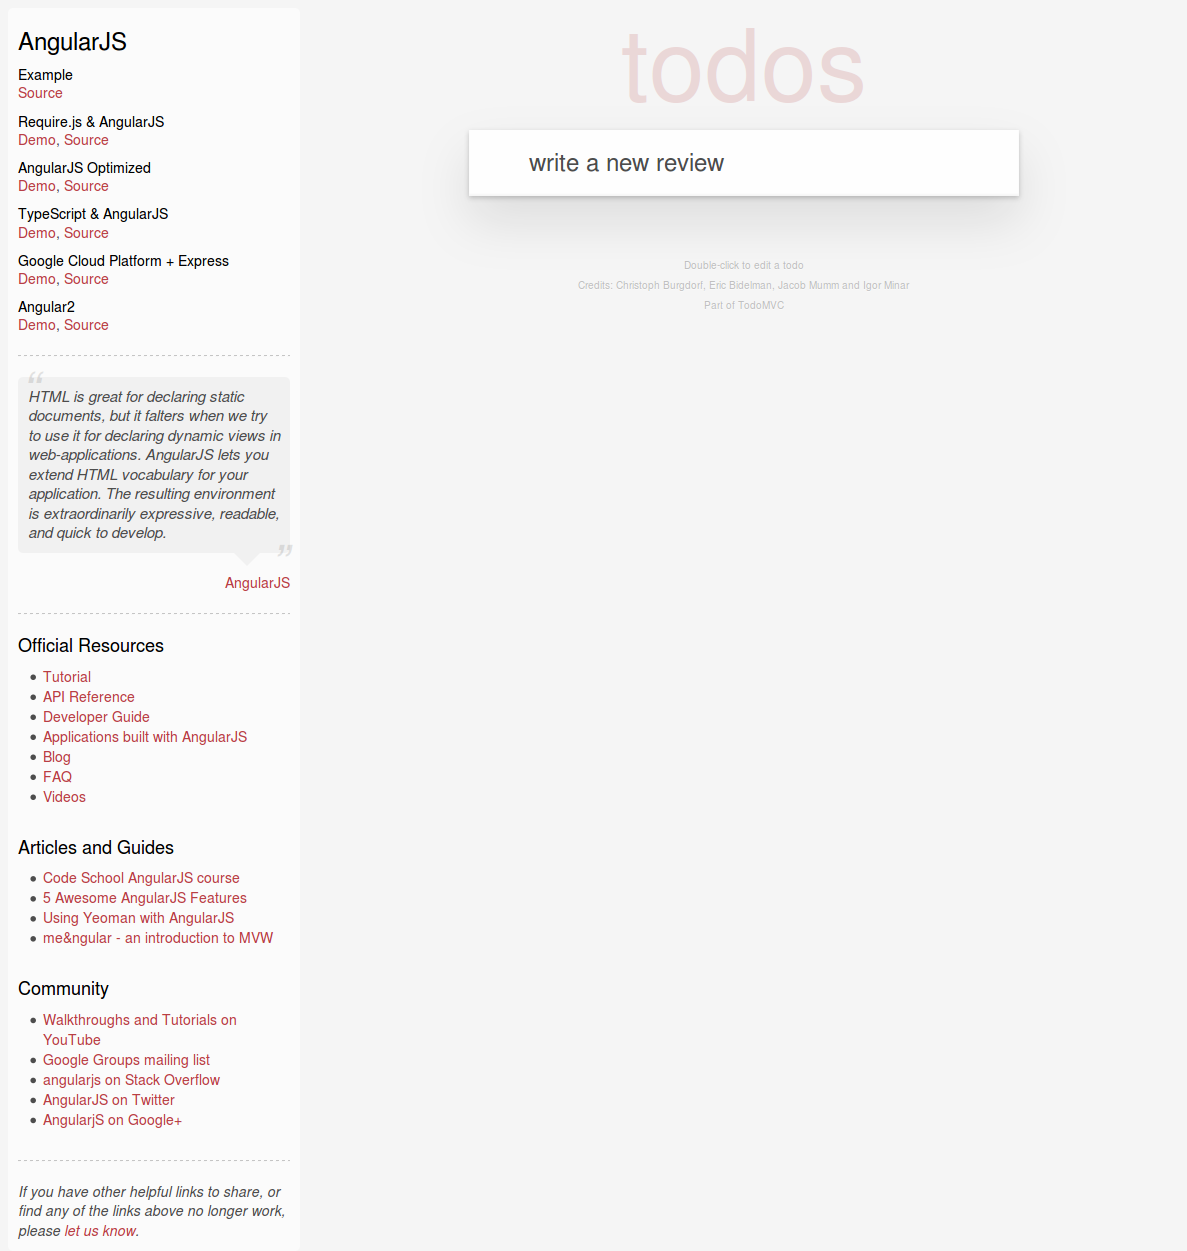 AngularJS
Example
Source
Require.js & AngularJS
Demo, Source
AngularJS Optimized
Demo, Source
TypeScript & AngularJS
Demo, Source
Google Cloud Platform + Express
Demo, Source
Angular2
Demo, Source
“
HTML is great for declaring static
documents, but it falters when we try
to use it for declaring dynamic views in
web-applications. AngularJS lets you
extend HTML vocabulary for your
application. The resulting environment
is extraordinarily expressive, readable,
and quick to develop.
”
AngularJS
Official Resources
• Tutorial
• API Reference
• Developer Guide
• Applications built with AngularJS
• Blog
• FAQ
• Videos
Articles and Guides
• Code School AngularJS course
• 5 Awesome AngularJS Features
• Using Yeoman with AngularJS
• me&ngular - an introduction to MVW
Community
• Walkthroughs and Tutorials on
YouTube
• Google Groups mailing list
• angularjs on Stack Overflow
• AngularJS on Twitter
• AngularjS on Google+
If you have other helpful links to share, or
find any of the links above no longer work,
please let us know.
todos
write a new review
Double-click to edit a todo
Credits: Christoph Burgdorf, Eric Bidelman, Jacob Mumm and Igor Minar
Part of TodoMVC